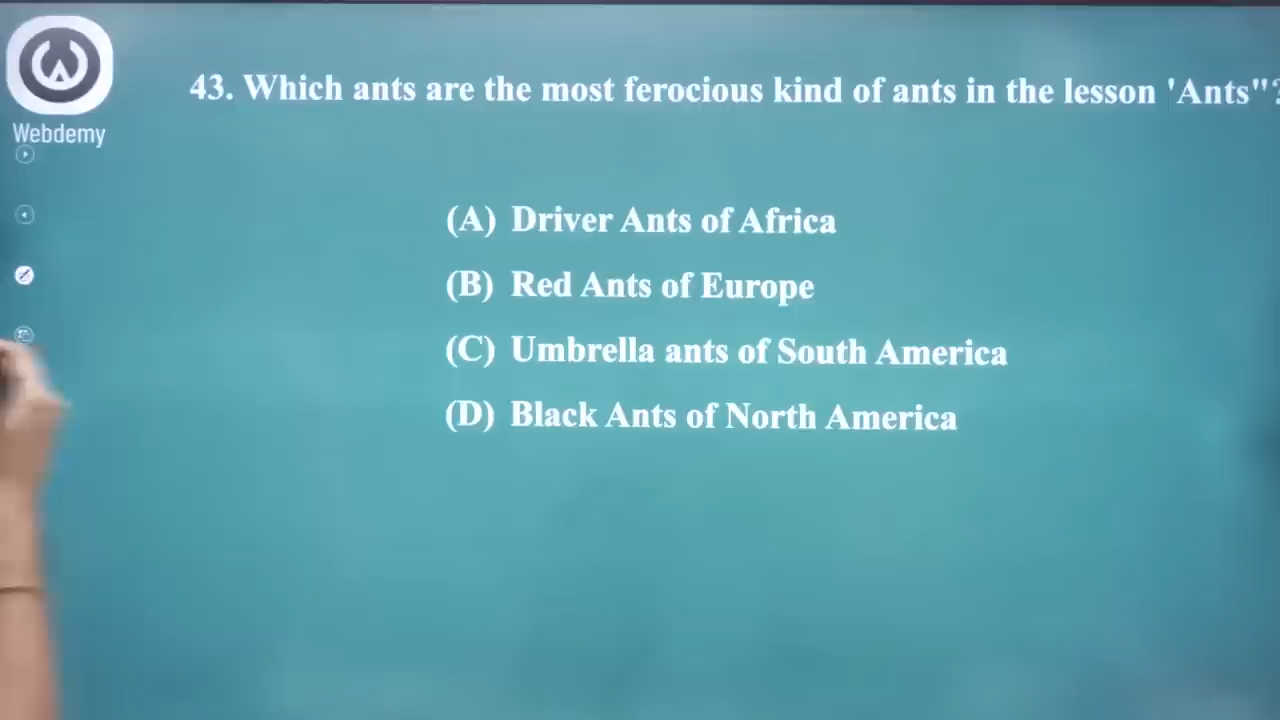 Webdemy
43. Which ants are the most ferocious kind of ants in the lesson 'Ants"?
(A) Driver Ants of Africa
(B) Red Ants of Europe
(C) Umbrella ants of South America
(D) Black Ants of North America